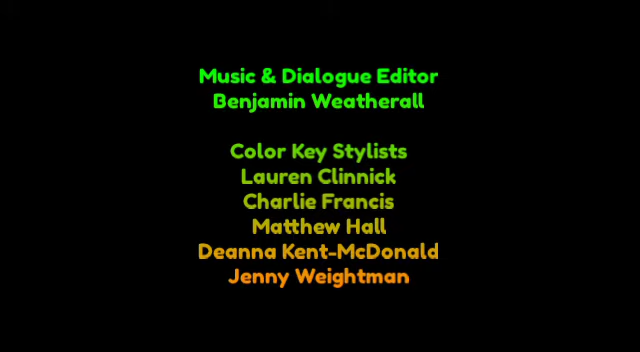 Music & Dialogue Editor
Benjamin Weatherall
Color Key Stylists
Lauren Clinnick
Charlie Francis
Matthew Hall
Deanna Kent-McDonald
Jenny Weightman